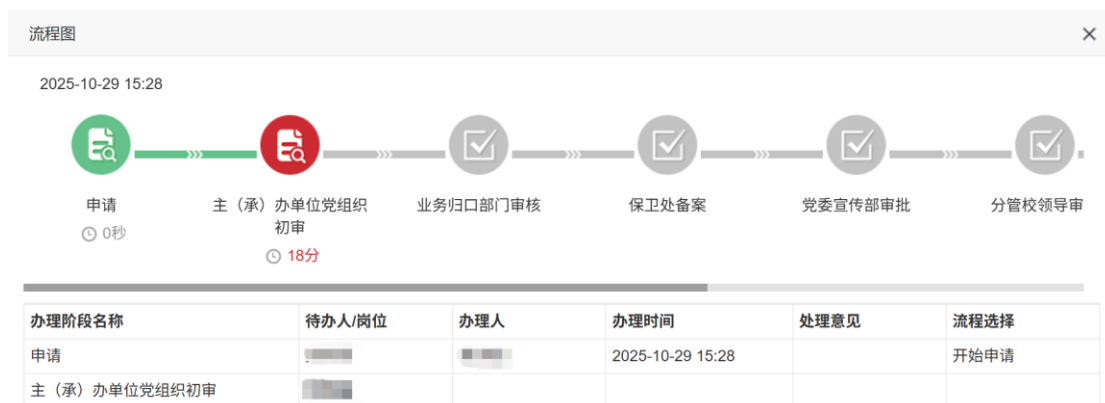 流程图
2025-10-29 15:28
申请
0秒
主（承）办单位党组织
初审
18分
业务归口部门审核
保卫处备案
党委宣传部审批
分管校领导审
办理阶段名称 待办人/岗位 办理人 办理时间 处理意见 流程选择
申请 2025-10-29 15:28 开始申请
主（承）办单位党组织初审